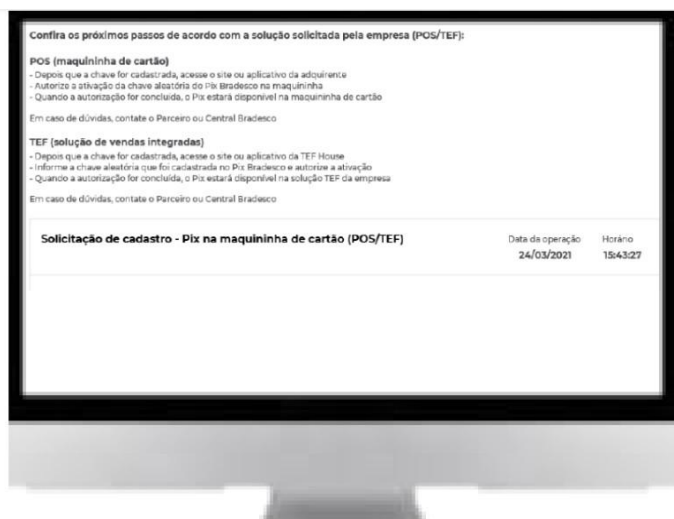 Confira os próximos passos de acordo com a solução solicitada pela empresa (POS/TEF):
POS (maquininha de cartão)
- Depois que a chave for cadastrada, acesse o site ou aplicativo da adquirente
- Autorize a ativação da chave aleatória do Pix Bradesco na maquininha
- Quando a autorização for concluída, o Pix estará disponível na maquininha de cartão
Em caso de dúvidas, contate o Parceiro ou Central Bradesco
TEF (solução de vendas integradas)
- Depois que a chave for cadastrada, acesse o site ou aplicativo da TEF House
- Informe a chave aleatória que foi cadastrada no Pix Bradesco e autorize a ativação
- Quando a autorização for concluída, o Pix estará disponível na solução TEF da empresa
Em caso de dúvidas, contate o Parceiro ou Central Bradesco
Solicitação de cadastro - Pix na maquininha de cartão (POS/TEF)
Data da operação Horário
24/03/2021 15:43:27